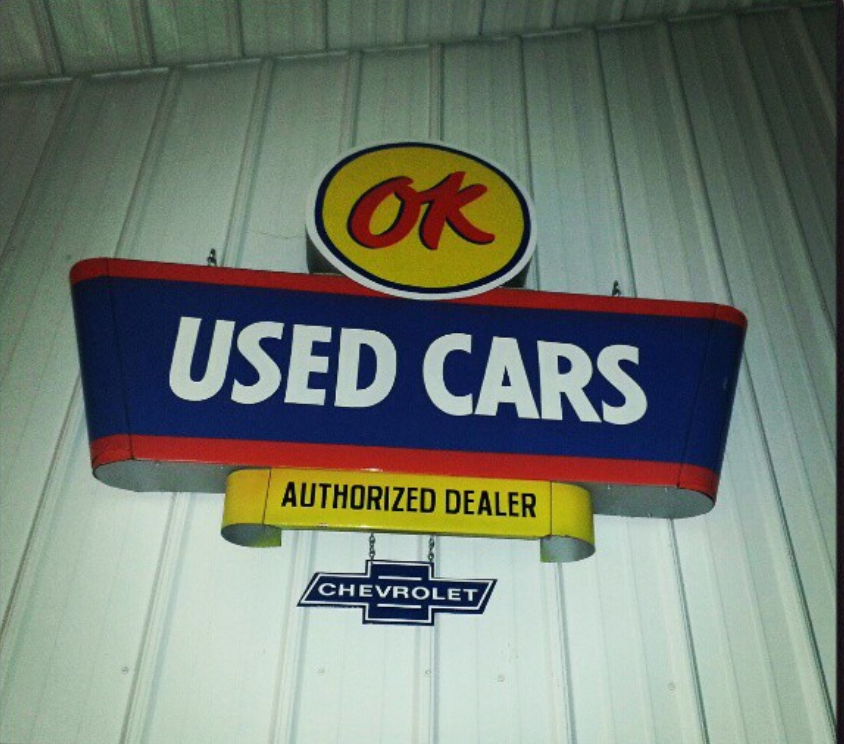 OK
USED CARS
AUTHORIZED DEALER
CHEVROLET